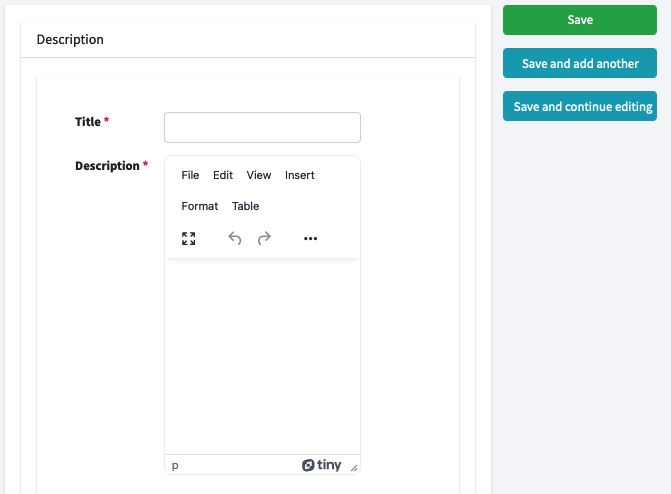 Description
Save
Save and add another
Save and continue editing
Title *
Description *
File Edit View Insert
Format Table
p
tiny